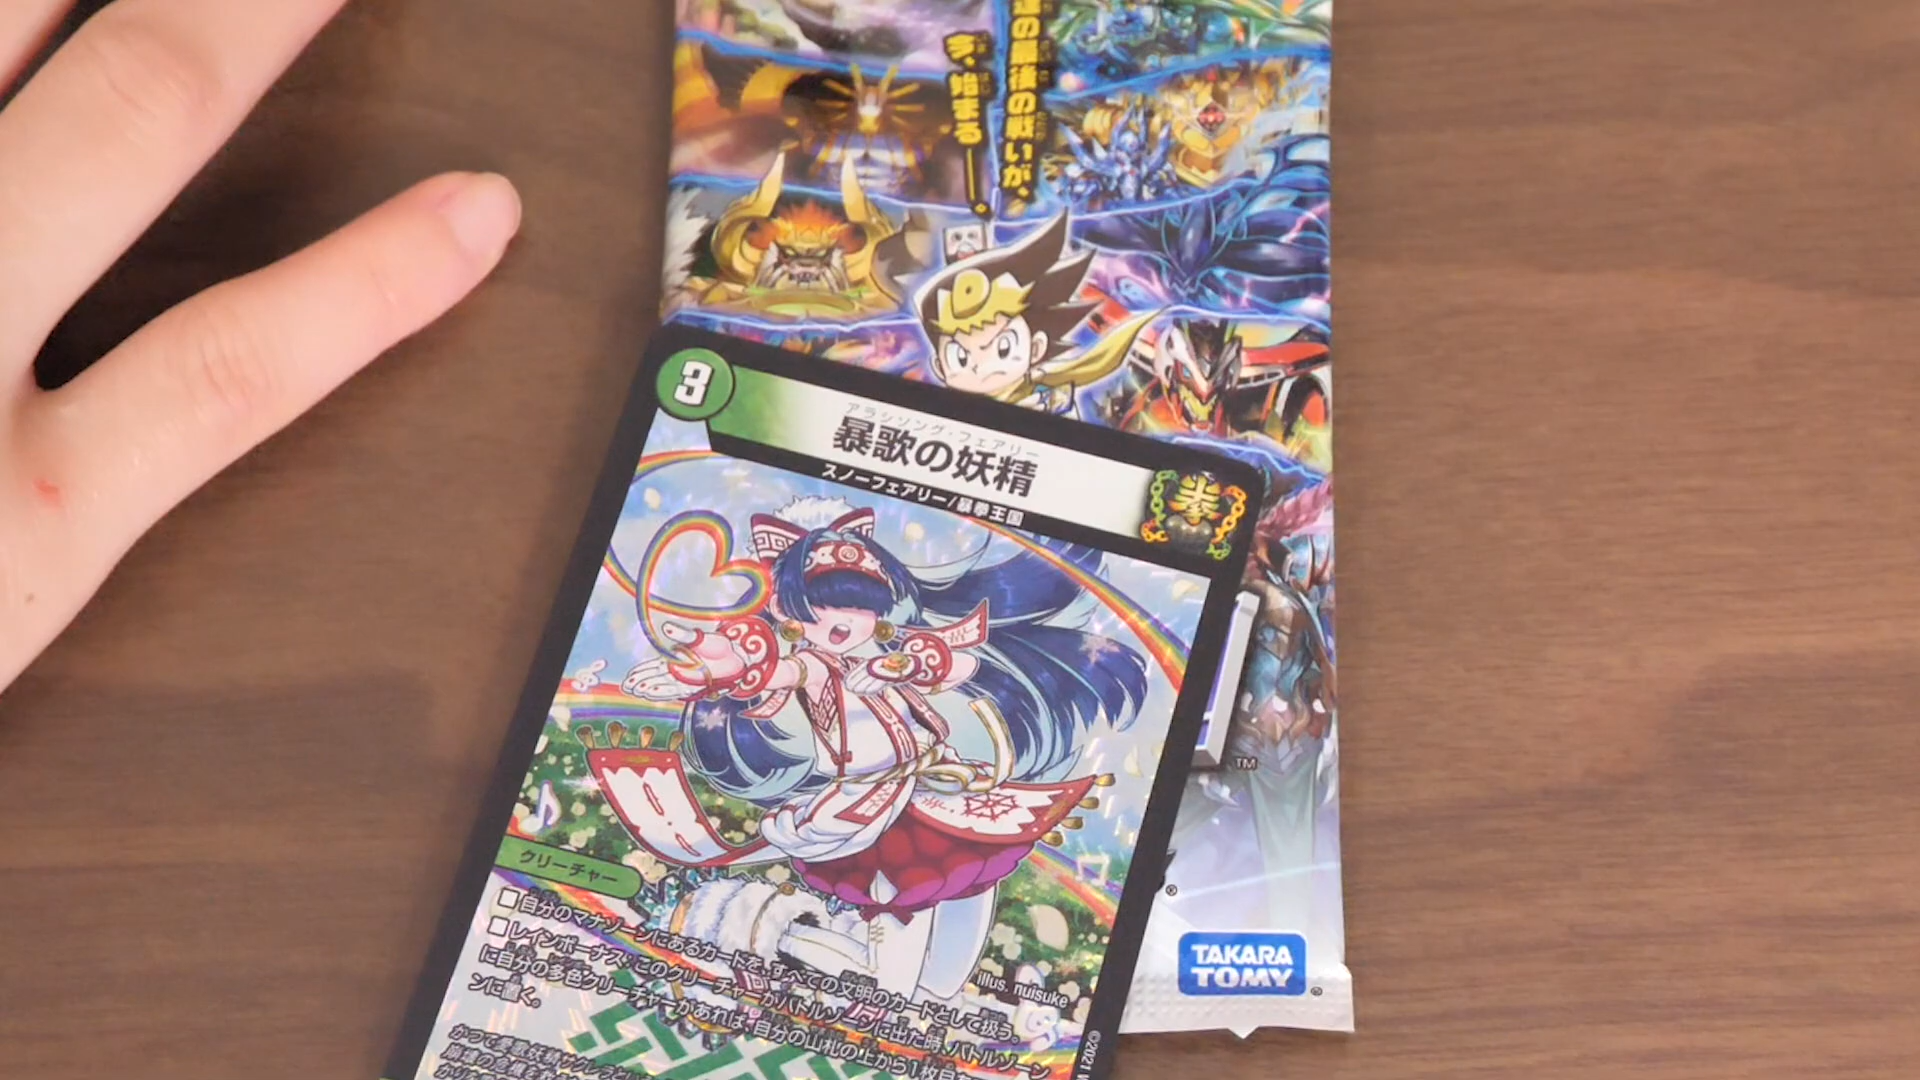 の最後の戦いが、
今、始まる──。
3
アラシソング・フェアリー
暴歌の妖精
スノーフェアリー/暴拳王国
拳
クリーチャー
■自分のマナゾーンにあるカードを、すべての文明のカードとして扱う。
■レインボーナス:このクリーチャーがバトルゾーンに出た時、バトルゾーン
に自分の多色クリーチャーがあれば、自分の山札の上から1枚目を
ンに置く。
illus. nuisuke
©2021
TM
®
TAKARA
TOMY®